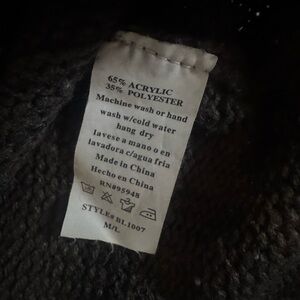 65% ACRYLIC
35% POLYESTER
Machine wash or hand
wash w/cold water
hang dry
lavese a mano o en
lavadora c/agua fria
Made in China
Hecho en China
RN#95948
STYLE# BL1007
M/L